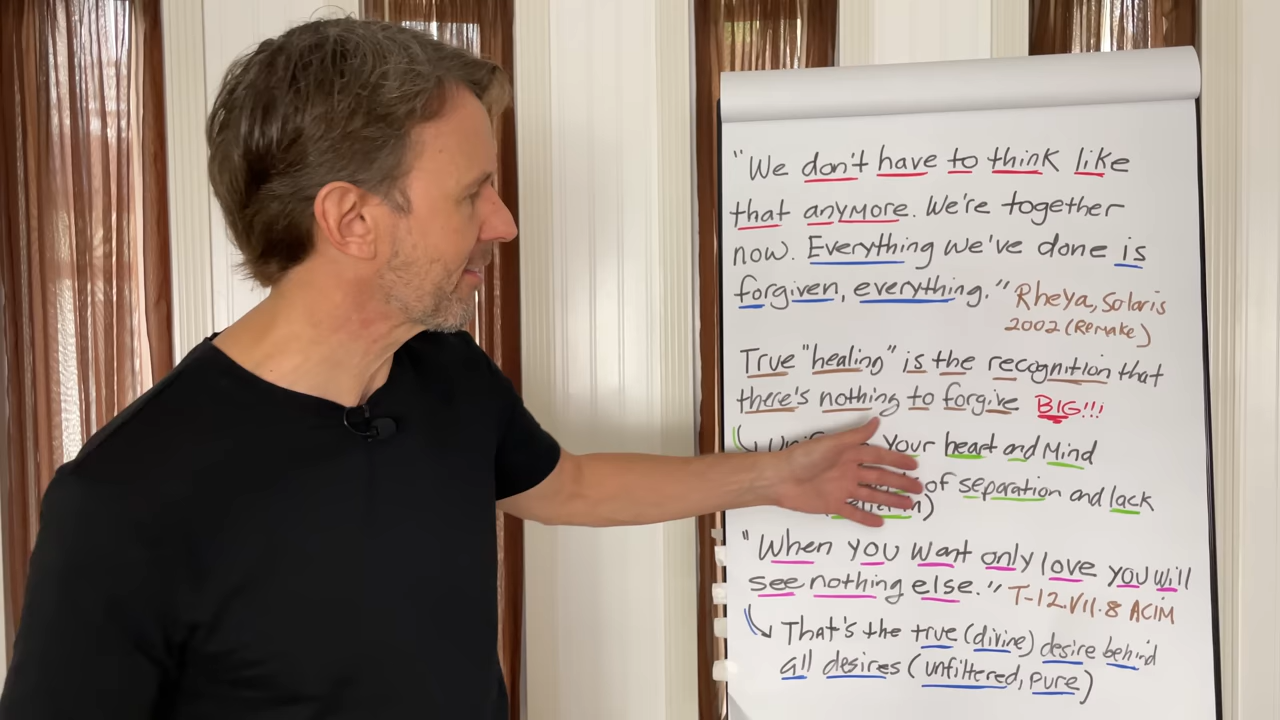 "We don't have to think like
that anymore. We're together
now. Everything we've done is
forgiven, everything." Rheya, Solaris
2002 (Remake)
True "healing" is the recognition that
there's nothing to forgive BIG!!!
your heart and Mind
of separation and lack
"When you want only love you will
see nothing else." T-12.VII.8 ACIM
That's the true (divine) desire behind
all desires (unfiltered, pure)